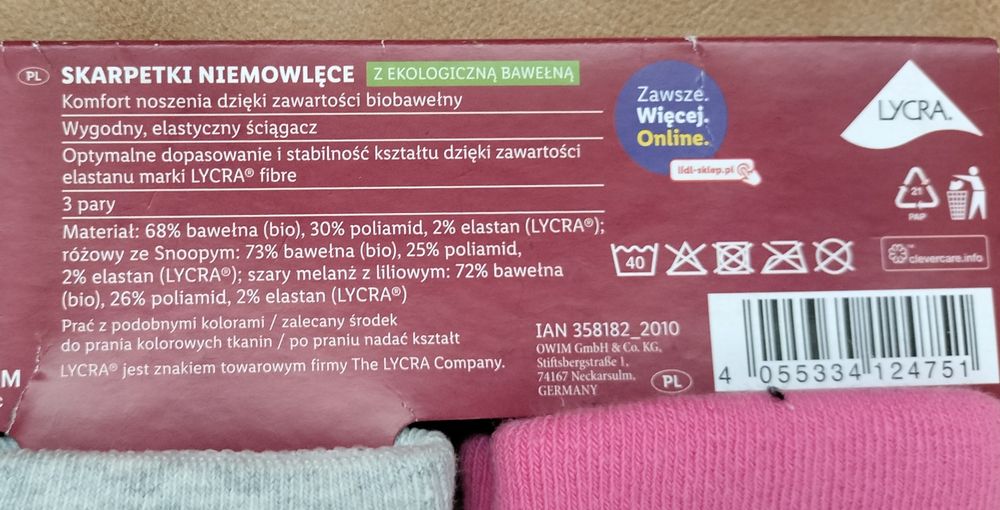 PL
SKARPETKI NIEMOWLĘCE
Z EKOLOGICZNĄ BAWEŁNĄ
Komfort noszenia dzięki zawartości biobawełny
Wygodny, elastyczny ściągacz
Optymalne dopasowanie i stabilność kształtu dzięki zawartości
elastanu marki LYCRA® fibre
3 pary
Materiał: 68% bawełna (bio), 30% poliamid, 2% elastan (LYCRA®);
różowy ze Snoopym: 73% bawełna (bio), 25% poliamid,
2% elastan (LYCRA®); szary melanż z liliowym: 72% bawełna
(bio), 26% poliamid, 2% elastan (LYCRA®)
Prać z podobnymi kolorami / zalecany środek
do prania kolorowych tkanin / po praniu nadać kształt
LYCRA® jest znakiem towarowym firmy The LYCRA Company.
Zawsze.
Więcej.
Online.
lidl-sklep.pl
LYCRA®
21
PAP
40
clevercare.info
IAN 358182_2010
OWIM GmbH & Co. KG,
Stiftsbergstraße 1,
74167 Neckarsulm,
GERMANY
PL
4 055334 124751
M